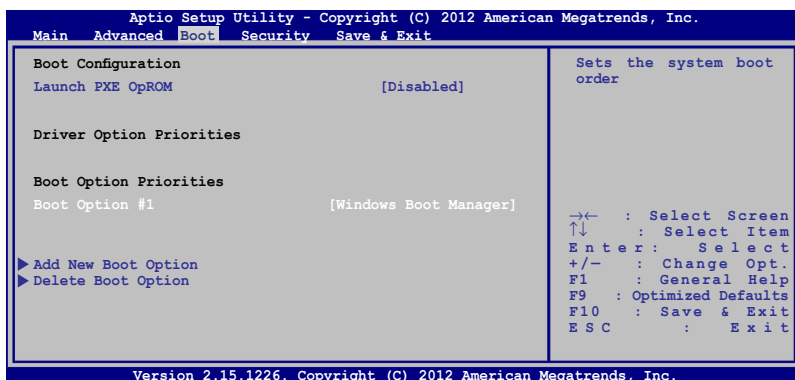 Aptio Setup Utility - Copyright (C) 2012 American Megatrends, Inc.
Main Advanced Boot Security Save & Exit
Boot Configuration
Launch PXE OpROM [Disabled]
Driver Option Priorities
Boot Option Priorities
Boot Option #1 [Windows Boot Manager]
Add New Boot Option
Delete Boot Option
Sets the system boot
order
→← : Select Screen
↑↓ : Select Item
Enter: Select
+/— : Change Opt.
F1 : General Help
F9 : Optimized Defaults
F10 : Save & Exit
ESC : Exit
Version 2.15.1226. Copyright (C) 2012 American Megatrends, Inc.